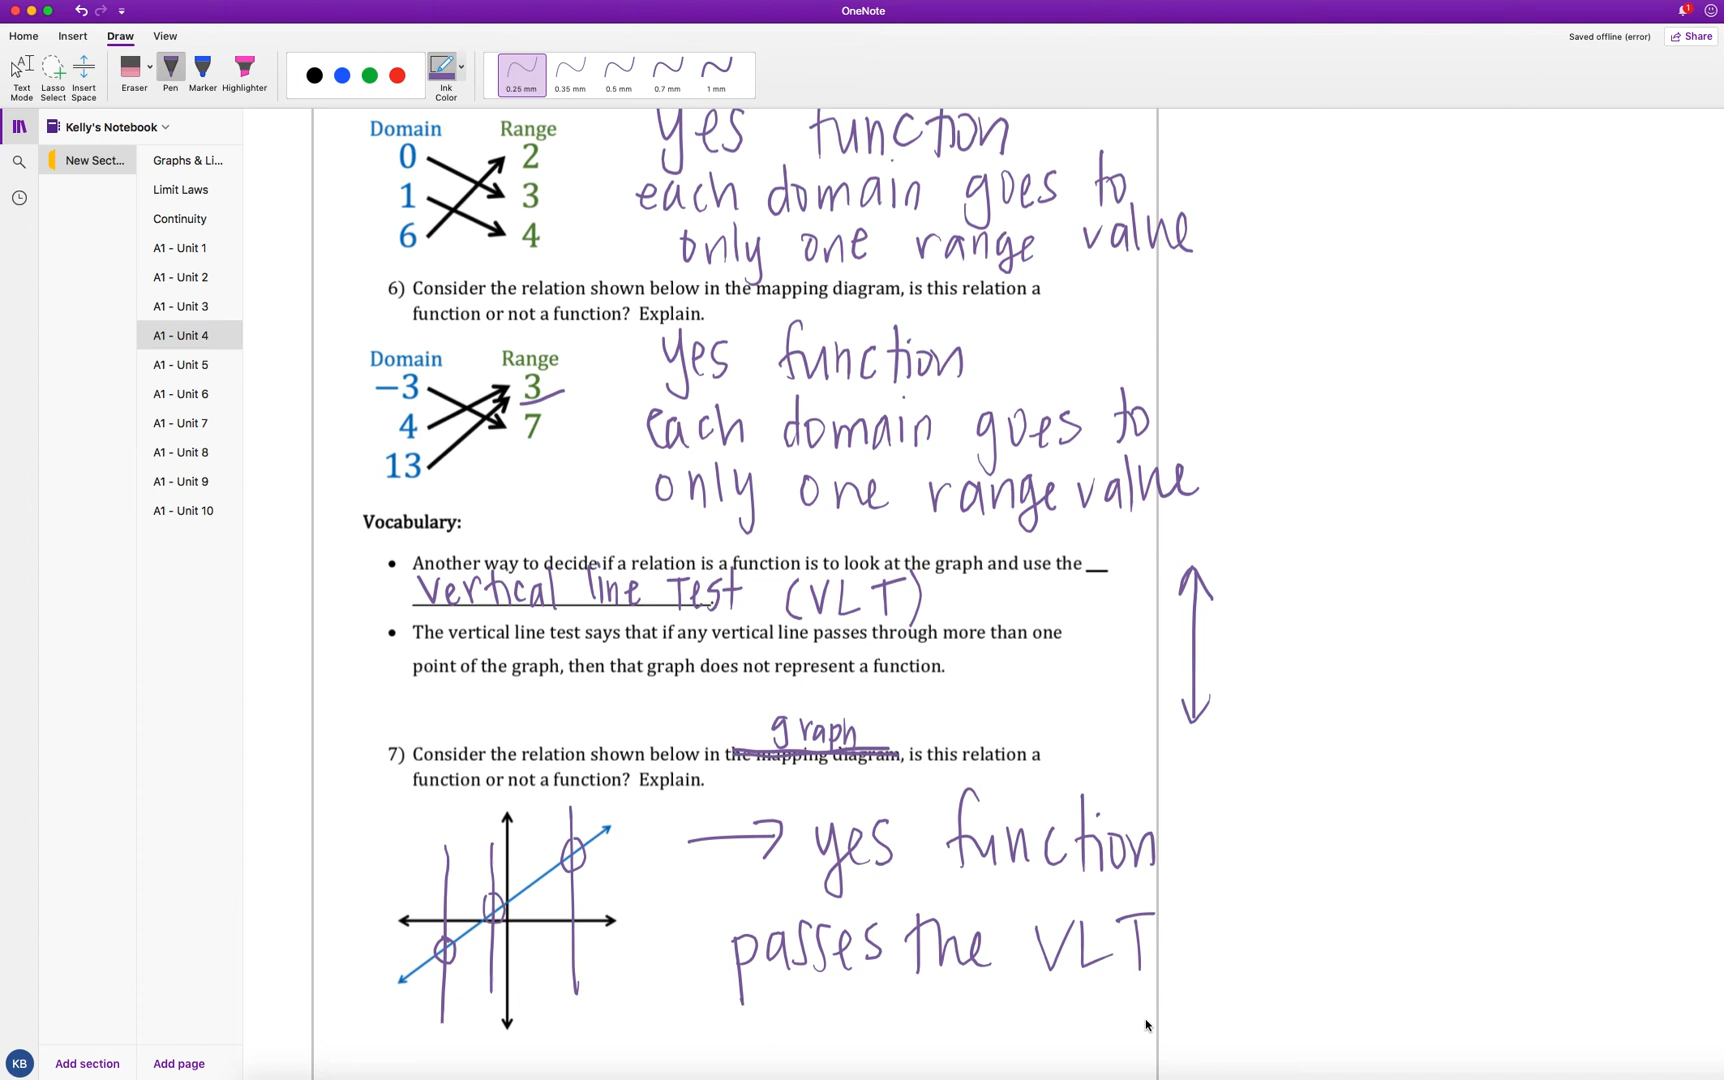 OneNote
1
Home Insert Draw View
Saved offline (error) Share
Text Mode
Lasso Select
Insert Space
Eraser
Pen
Marker
Highlighter
Ink Color
0.25 mm 0.35 mm 0.5 mm 0.7 mm 1 mm
Kelly's Notebook
New Sect...
Graphs & Li...
Limit Laws
Continuity
A1 - Unit 1
A1 - Unit 2
A1 - Unit 3
A1 - Unit 4
A1 - Unit 5
A1 - Unit 6
A1 - Unit 7
A1 - Unit 8
A1 - Unit 9
A1 - Unit 10
KB Add section Add page
Domain Range
0 2
1 3
6 4
yes function
each domain goes to
only one range value
6) Consider the relation shown below in the mapping diagram, is this relation a
function or not a function? Explain.
Domain Range
−3 3
4 7
13
yes function
each domain goes to
only one range value
Vocabulary:
• Another way to decide if a relation is a function is to look at the graph and use the __
Vertical line Test (VLT)
• The vertical line test says that if any vertical line passes through more than one
point of the graph, then that graph does not represent a function.
graph
7) Consider the relation shown below in the mapping diagram, is this relation a
function or not a function? Explain.
→ yes function
passes the VLT